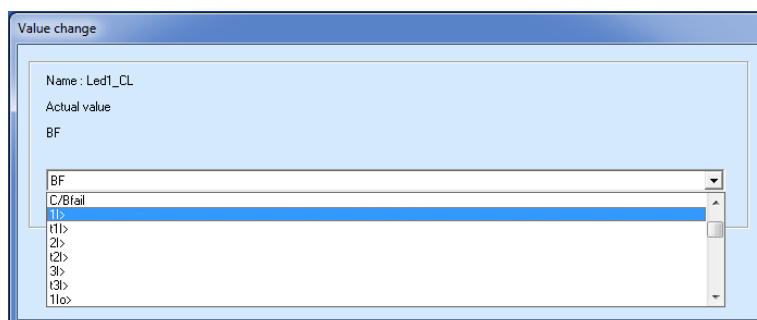 Value change
Name : Led1_CL
Actual value
BF
BF
C/Bfail
1I>
t1I>
2I>
t2I>
3I>
t3I>
1Io>